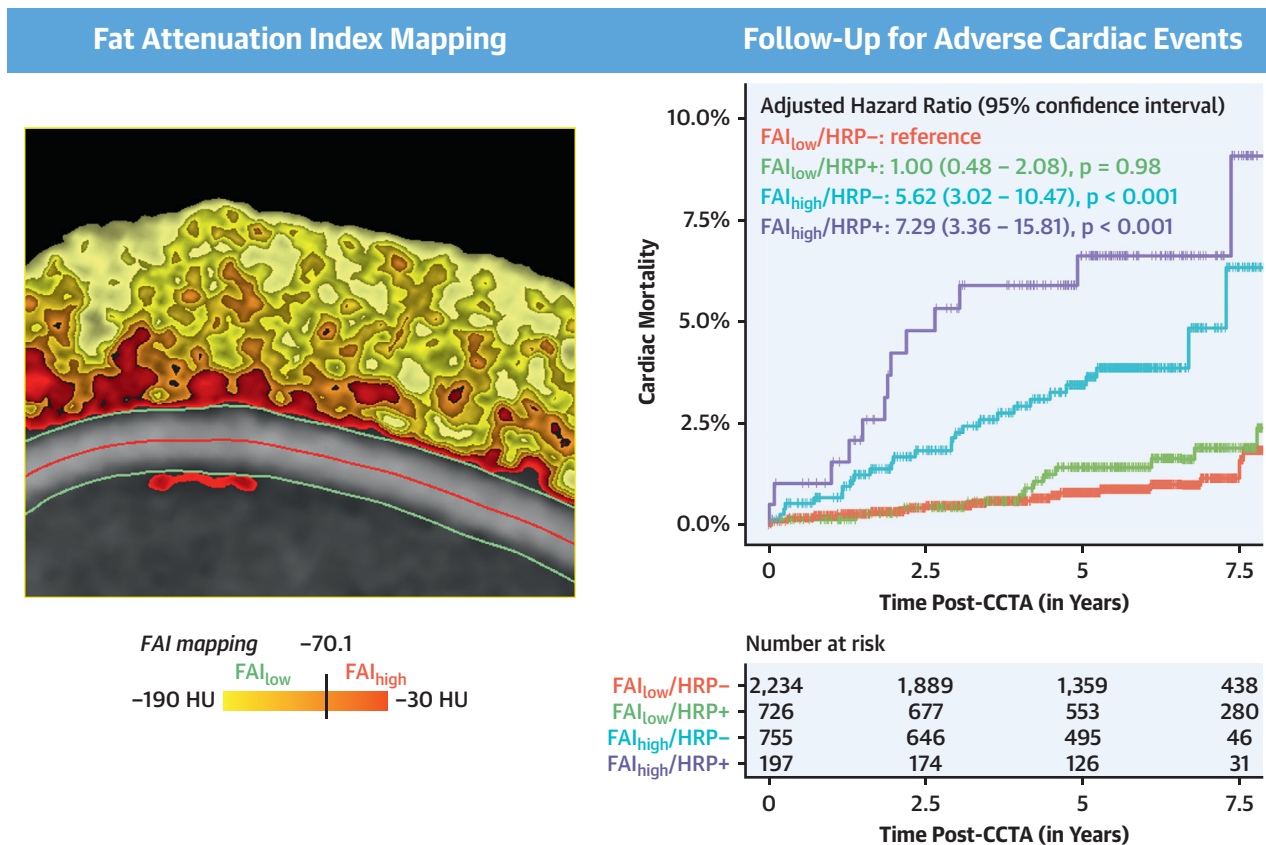 Fat Attenuation Index Mapping
Follow-Up for Adverse Cardiac Events
FAI mapping −70.1
FAIlow FAIhigh
−190 HU −30 HU
Adjusted Hazard Ratio (95% confidence interval)
FAIlow/HRP−: reference
FAIlow/HRP+: 1.00 (0.48 – 2.08), p = 0.98
FAIhigh/HRP−: 5.62 (3.02 – 10.47), p < 0.001
FAIhigh/HRP+: 7.29 (3.36 – 15.81), p < 0.001
Cardiac Mortality
10.0%
7.5%
5.0%
2.5%
0.0%
0 2.5 5 7.5
Time Post-CCTA (in Years)
Number at risk
FAIlow/HRP− 2,234 1,889 1,359 438
FAIlow/HRP+ 726 677 553 280
FAIhigh/HRP− 755 646 495 46
FAIhigh/HRP+ 197 174 126 31
0 2.5 5 7.5
Time Post-CCTA (in Years)